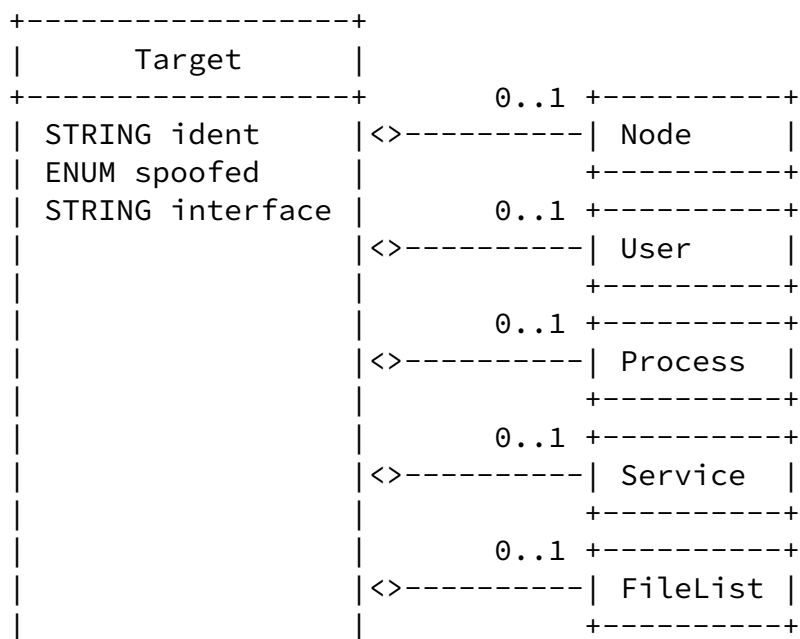 +------------------+
|      Target      |
+------------------+       0..1 +----------+
| STRING ident     |<>----------| Node     |
| ENUM spoofed     |            +----------+
| STRING interface |       0..1 +----------+
|                  |<>----------| User     |
|                  |            +----------+
|                  |       0..1 +----------+
|                  |<>----------| Process  |
|                  |            +----------+
|                  |       0..1 +----------+
|                  |<>----------| Service  |
|                  |            +----------+
|                  |       0..1 +----------+
|                  |<>----------| FileList |
|                  |            +----------+